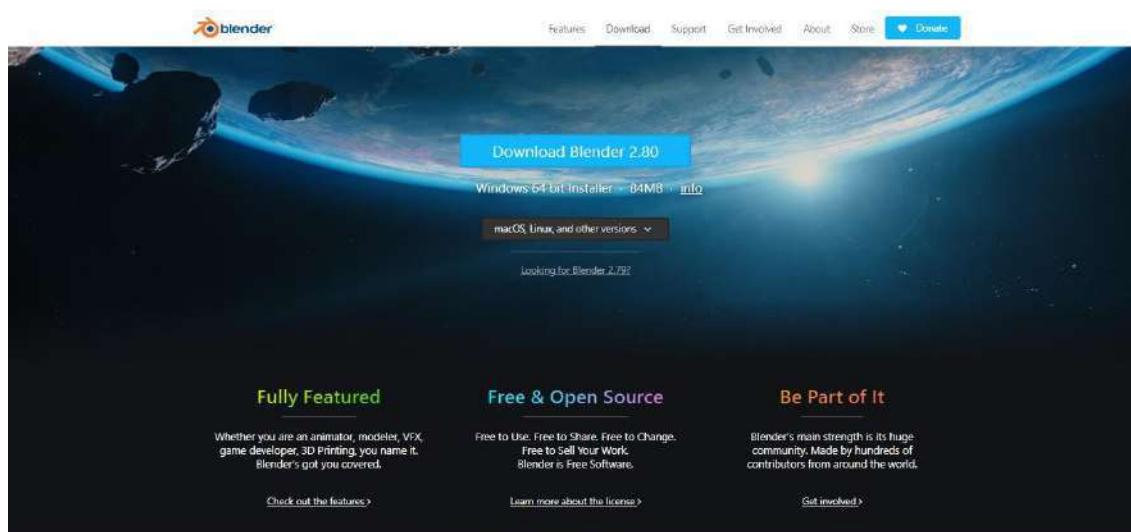 blender
Features Download Support Get Involved About Store Donate
Download Blender 2.80
Windows 64 bit Installer · 84MB · info
macOS, Linux, and other versions
Looking for Blender 2.79?
Fully Featured
Whether you are an animator, modeler, VFX,
game developer, 3D Printing, you name it.
Blender's got you covered.
Check out the features >
Free & Open Source
Free to Use. Free to Share. Free to Change.
Free to Sell Your Work.
Blender is Free Software.
Learn more about the license >
Be Part of It
Blender's main strength is its huge
community. Made by hundreds of
contributors from around the world.
Get involved >